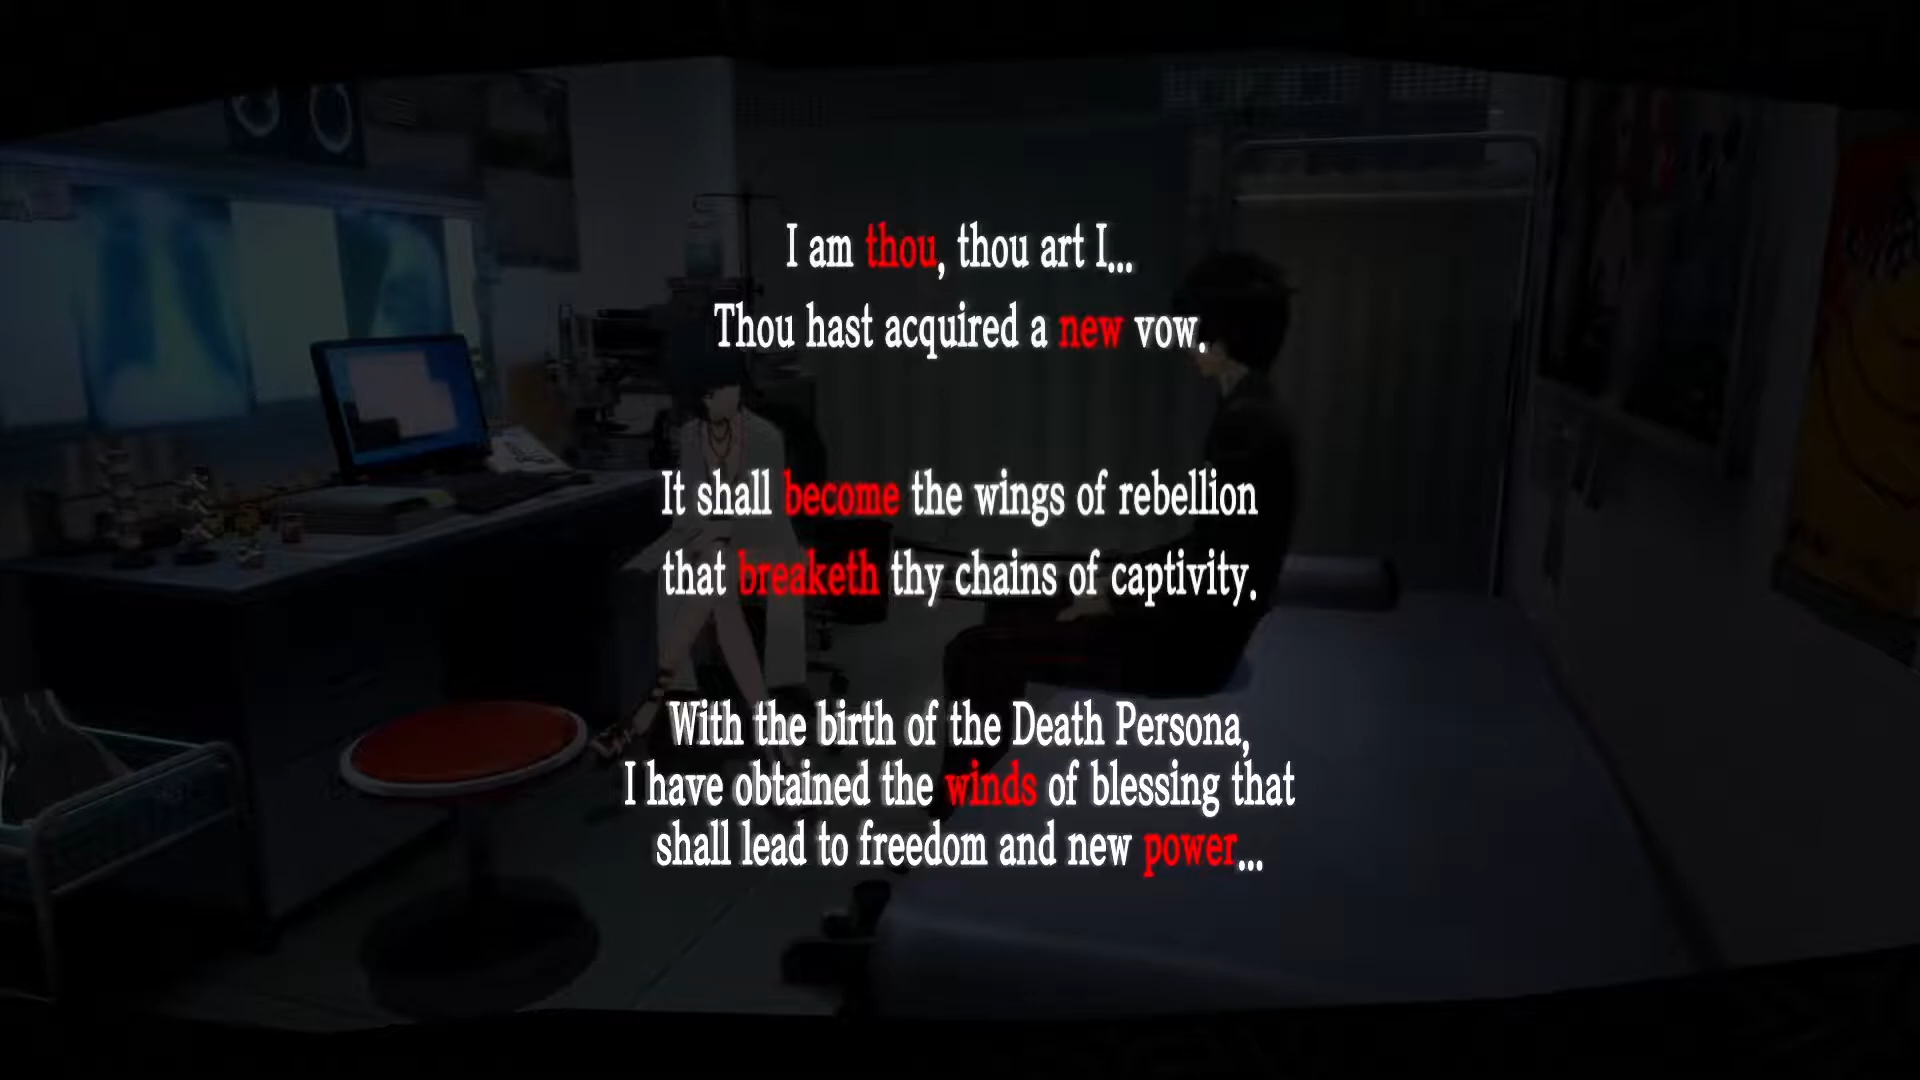 I am thou, thou art I...
Thou hast acquired a new vow.
It shall become the wings of rebellion
that breaketh thy chains of captivity.
With the birth of the Death Persona,
I have obtained the winds of blessing that
shall lead to freedom and new power...